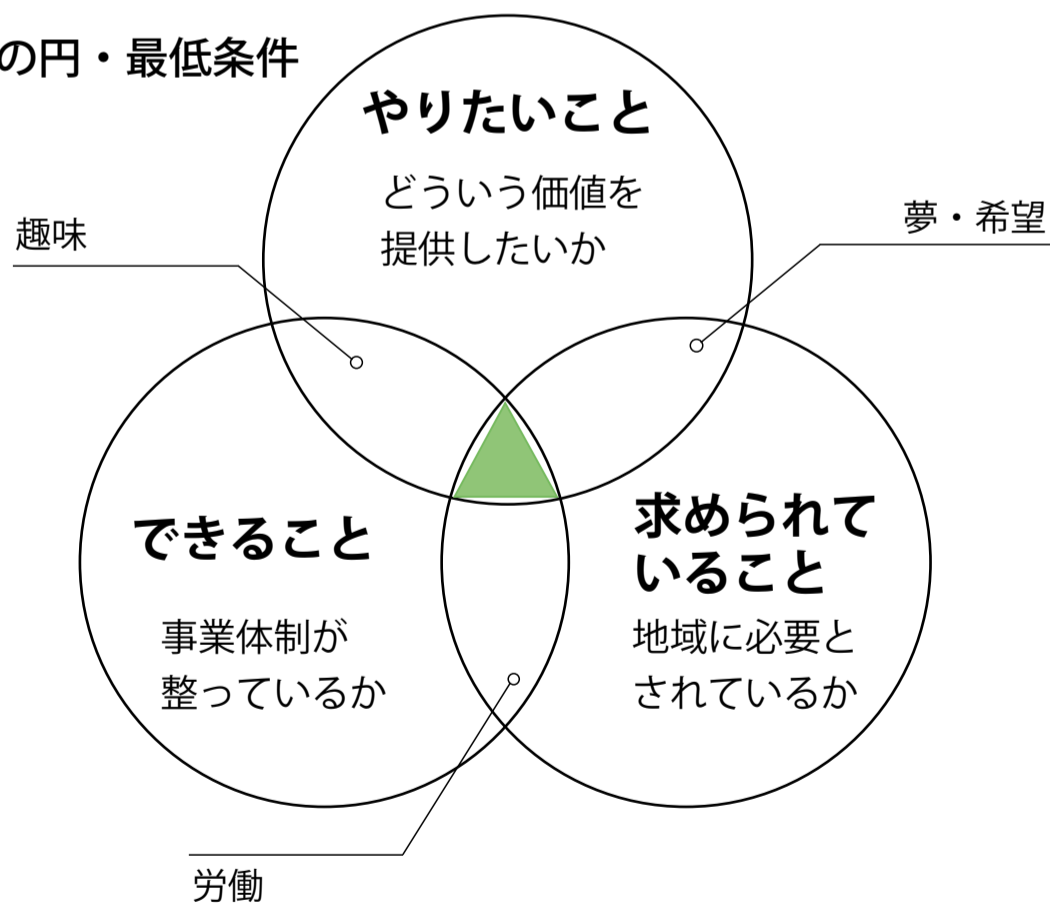 の円・最低条件
やりたいこと
どういう価値を
提供したいか
趣味
夢・希望
できること
事業体制が
整っているか
求められて
いること
地域に必要と
されているか
労働